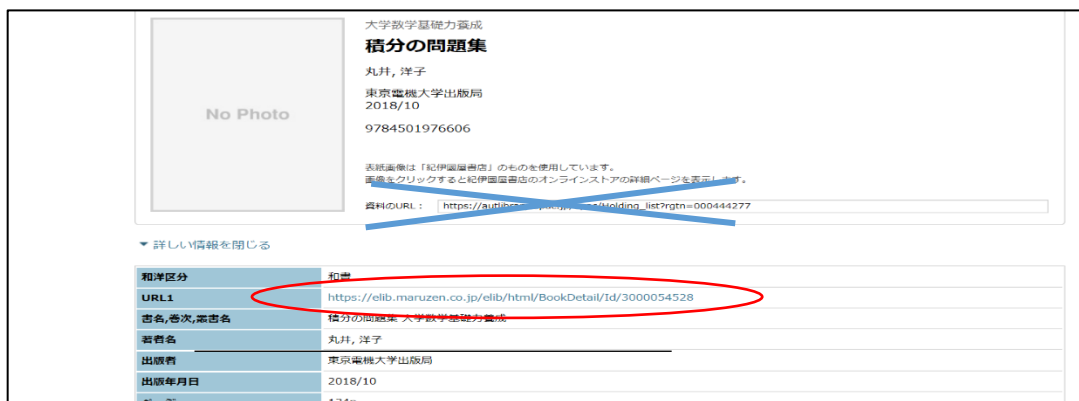 大学数学基礎力養成
積分の問題集
丸井, 洋子
東京電機大学出版局
2018/10
No Photo
9784501976606
表紙画像は「紀伊國屋書店」のものを使用しています。
画像をクリックすると紀伊國屋書店のオンラインストアの詳細ページを表示します。
資料のURL：
▼詳しい情報を閉じる
和洋区分 和書
URL1 https://elib.maruzen.co.jp/elib/html/BookDetail/Id/3000054528
書名,巻次,叢書名 積分の問題集 大学数学基礎力養成
著者名 丸井, 洋子
出版者 東京電機大学出版局
出版年月日 2018/10